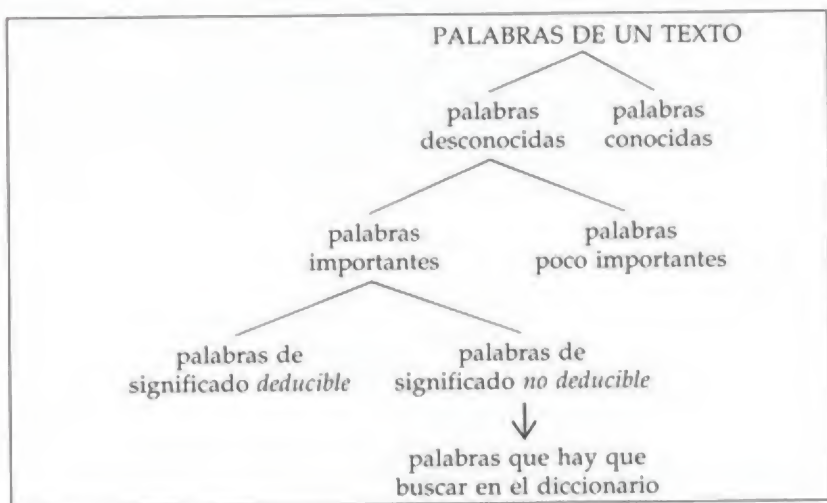 PALABRAS DE UN TEXTO
palabras desconocidas
palabras conocidas
palabras importantes
palabras poco importantes
palabras de significado deducible
palabras de significado no deducible
palabras que hay que buscar en el diccionario